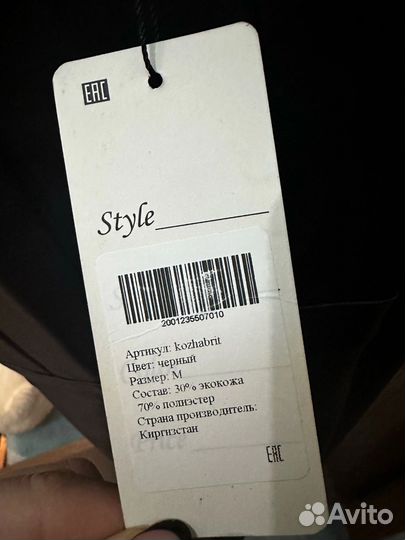 EAC
Style
2001235507010
Артикул: kozhabrit
Цвет: черный
Размер: M
Состав: 30% экокожа
70% полиэстер
Страна производитель:
Киргизстан
EAC
Avito